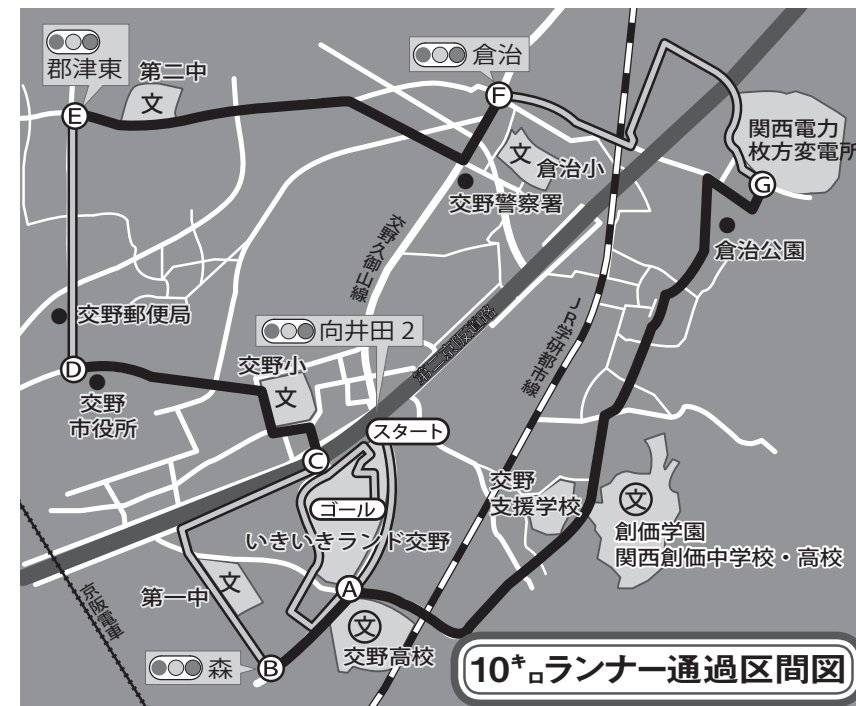 郡津東
第二中
文
E
倉治
F
文
倉治小
関西電力
枚方変電所
G
交野警察署
倉治公園
交野久御山線
交野郵便局
向井田2
第二京阪道路
JR学研都市線
D
交野
市役所
交野小
文
スタート
C
ゴール
いきいきランド交野
交野
支援学校
文
創価学園
関西創価中学校・高校
第一中
文
京阪電車
A
文
交野高校
森
B
10キロランナー通過区間図